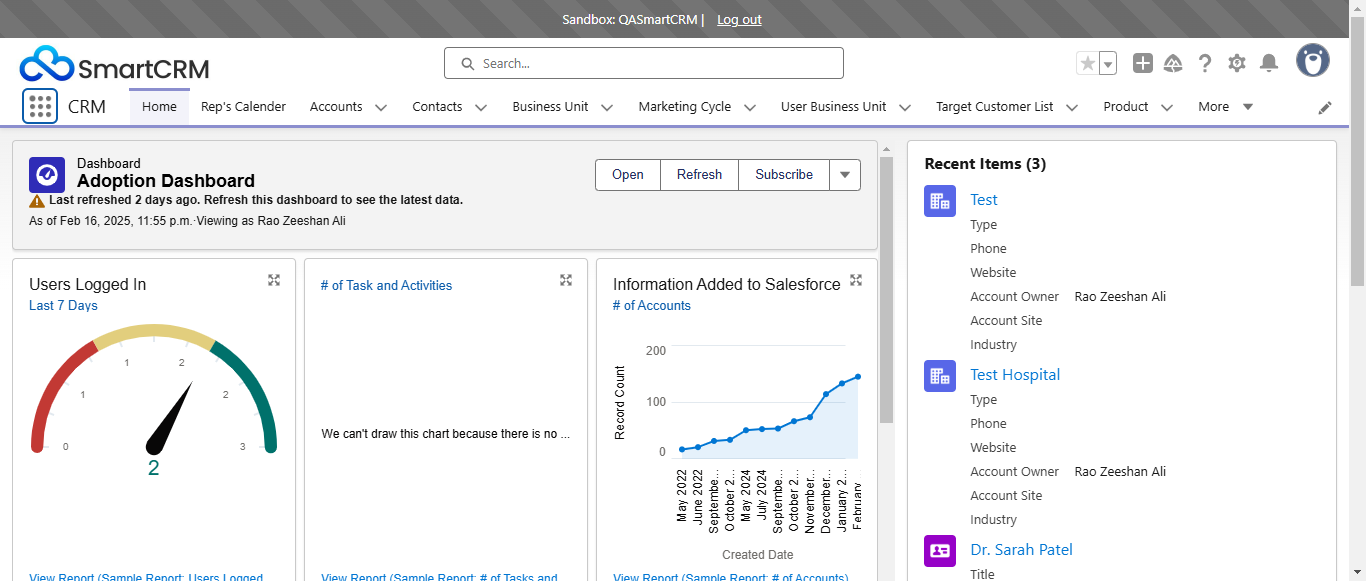 Sandbox: QASmartCRM | Log out
SmartCRM
Search...
CRM
Home
Rep's Calender
Accounts
Contacts
Business Unit
Marketing Cycle
User Business Unit
Target Customer List
Product
More
Dashboard
Adoption Dashboard
Last refreshed 2 days ago. Refresh this dashboard to see the latest data.
As of Feb 16, 2025, 11:55 p.m.·Viewing as Rao Zeeshan Ali
Open
Refresh
Subscribe
Users Logged In
Last 7 Days
0
1
1
2
2
3
2
View Report (Sample Report: Users Logged
# of Task and Activities
We can't draw this chart because there is no ...
View Report (Sample Report: # of Tasks and
Information Added to Salesforce
# of Accounts
Record Count
200
100
0
May 2022
June 2022
Septembe...
October 2...
May 2024
July 2024
Septembe...
October 2...
November...
December...
January 2...
February
Created Date
View Report (Sample Report: # of Accounts)
Recent Items (3)
Test
Type
Phone
Website
Account Owner Rao Zeeshan Ali
Account Site
Industry
Test Hospital
Type
Phone
Website
Account Owner Rao Zeeshan Ali
Account Site
Industry
Dr. Sarah Patel
Title